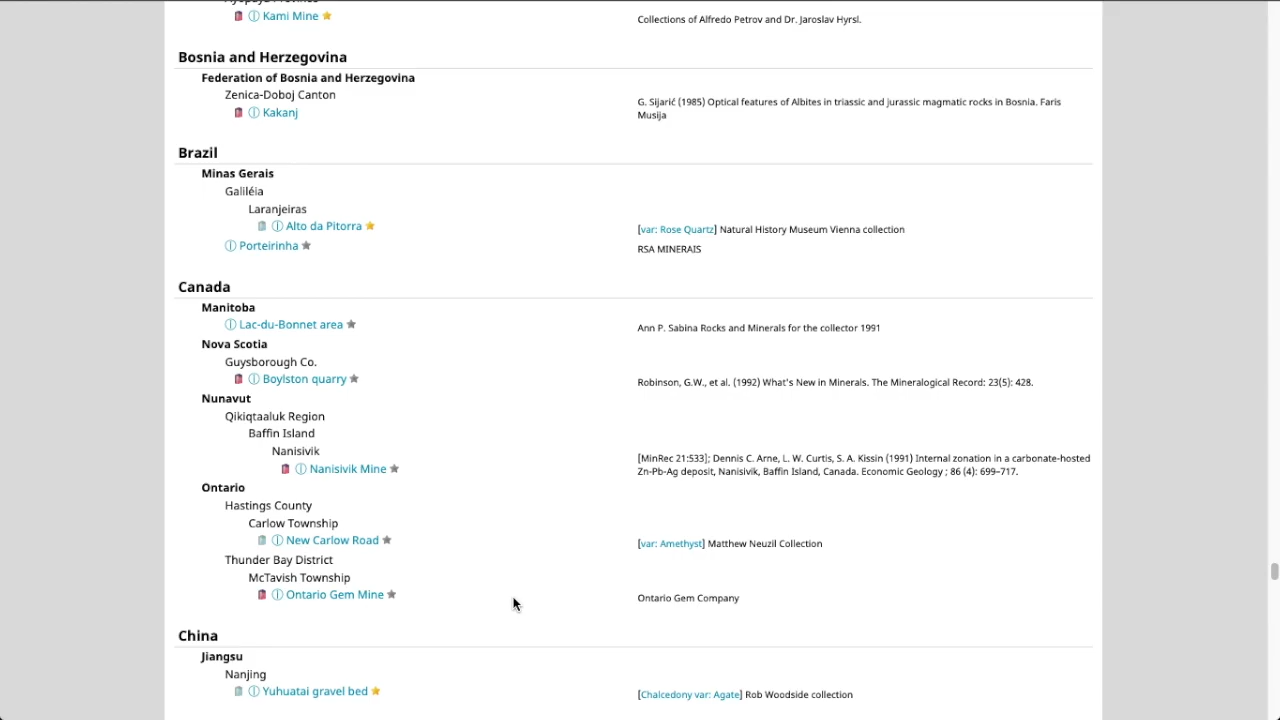 Kami Mine
Collections of Alfredo Petrov and Dr. Jaroslav Hyrsl.
Bosnia and Herzegovina
Federation of Bosnia and Herzegovina
Zenica-Doboj Canton
Kakanj
G. Sijarić (1985) Optical features of Albites in triassic and jurassic magmatic rocks in Bosnia. Faris
Musija
Brazil
Minas Gerais
Galiléia
Laranjeiras
Alto da Pitorra
[var: Rose Quartz] Natural History Museum Vienna collection
Porteirinha
RSA MINERAIS
Canada
Manitoba
Lac-du-Bonnet area
Ann P. Sabina Rocks and Minerals for the collector 1991
Nova Scotia
Guysborough Co.
Boylston quarry
Robinson, G.W., et al. (1992) What's New in Minerals. The Mineralogical Record: 23(5): 428.
Nunavut
Qikiqtaaluk Region
Baffin Island
Nanisivik
Nanisivik Mine
[MinRec 21:533]; Dennis C. Arne, L. W. Curtis, S. A. Kissin (1991) Internal zonation in a carbonate-hosted
Zn-Pb-Ag deposit, Nanisivik, Baffin Island, Canada. Economic Geology ; 86 (4): 699–717.
Ontario
Hastings County
Carlow Township
New Carlow Road
[var: Amethyst] Matthew Neuzil Collection
Thunder Bay District
McTavish Township
Ontario Gem Mine
Ontario Gem Company
China
Jiangsu
Nanjing
Yuhuatai gravel bed
[Chalcedony var: Agate] Rob Woodside collection